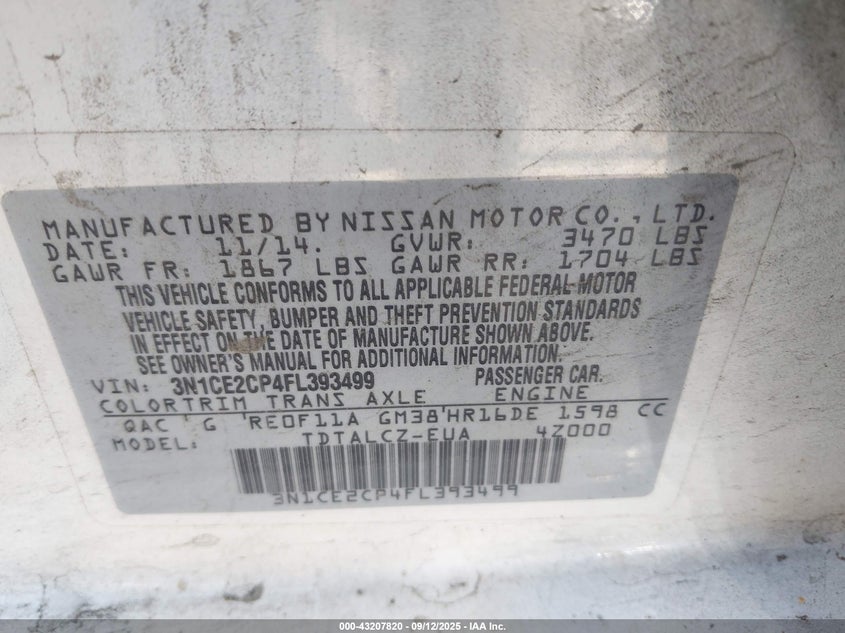 MANUFACTURED BY NISSAN MOTOR CO., LTD.
DATE: 11/14. GVWR: 3470 LBS
GAWR FR: 1867 LBS GAWR RR: 1704 LBS
THIS VEHICLE CONFORMS TO ALL APPLICABLE FEDERAL MOTOR
VEHICLE SAFETY, BUMPER AND THEFT PREVENTION STANDARDS
IN EFFECT ON THE DATE OF MANUFACTURE SHOWN ABOVE.
SEE OWNER'S MANUAL FOR ADDITIONAL INFORMATION.
VIN: 3N1CE2CP4FL393499 PASSENGER CAR.
COLOR TRIM TRANS AXLE ENGINE
QAC G RE0F11A GM38 HR16DE 1598 CC
MODEL: TDTALCZ-EUA 4Z000
3N1CE2CP4FL393499
000-43207820 - 09/12/2025 - IAA Inc.